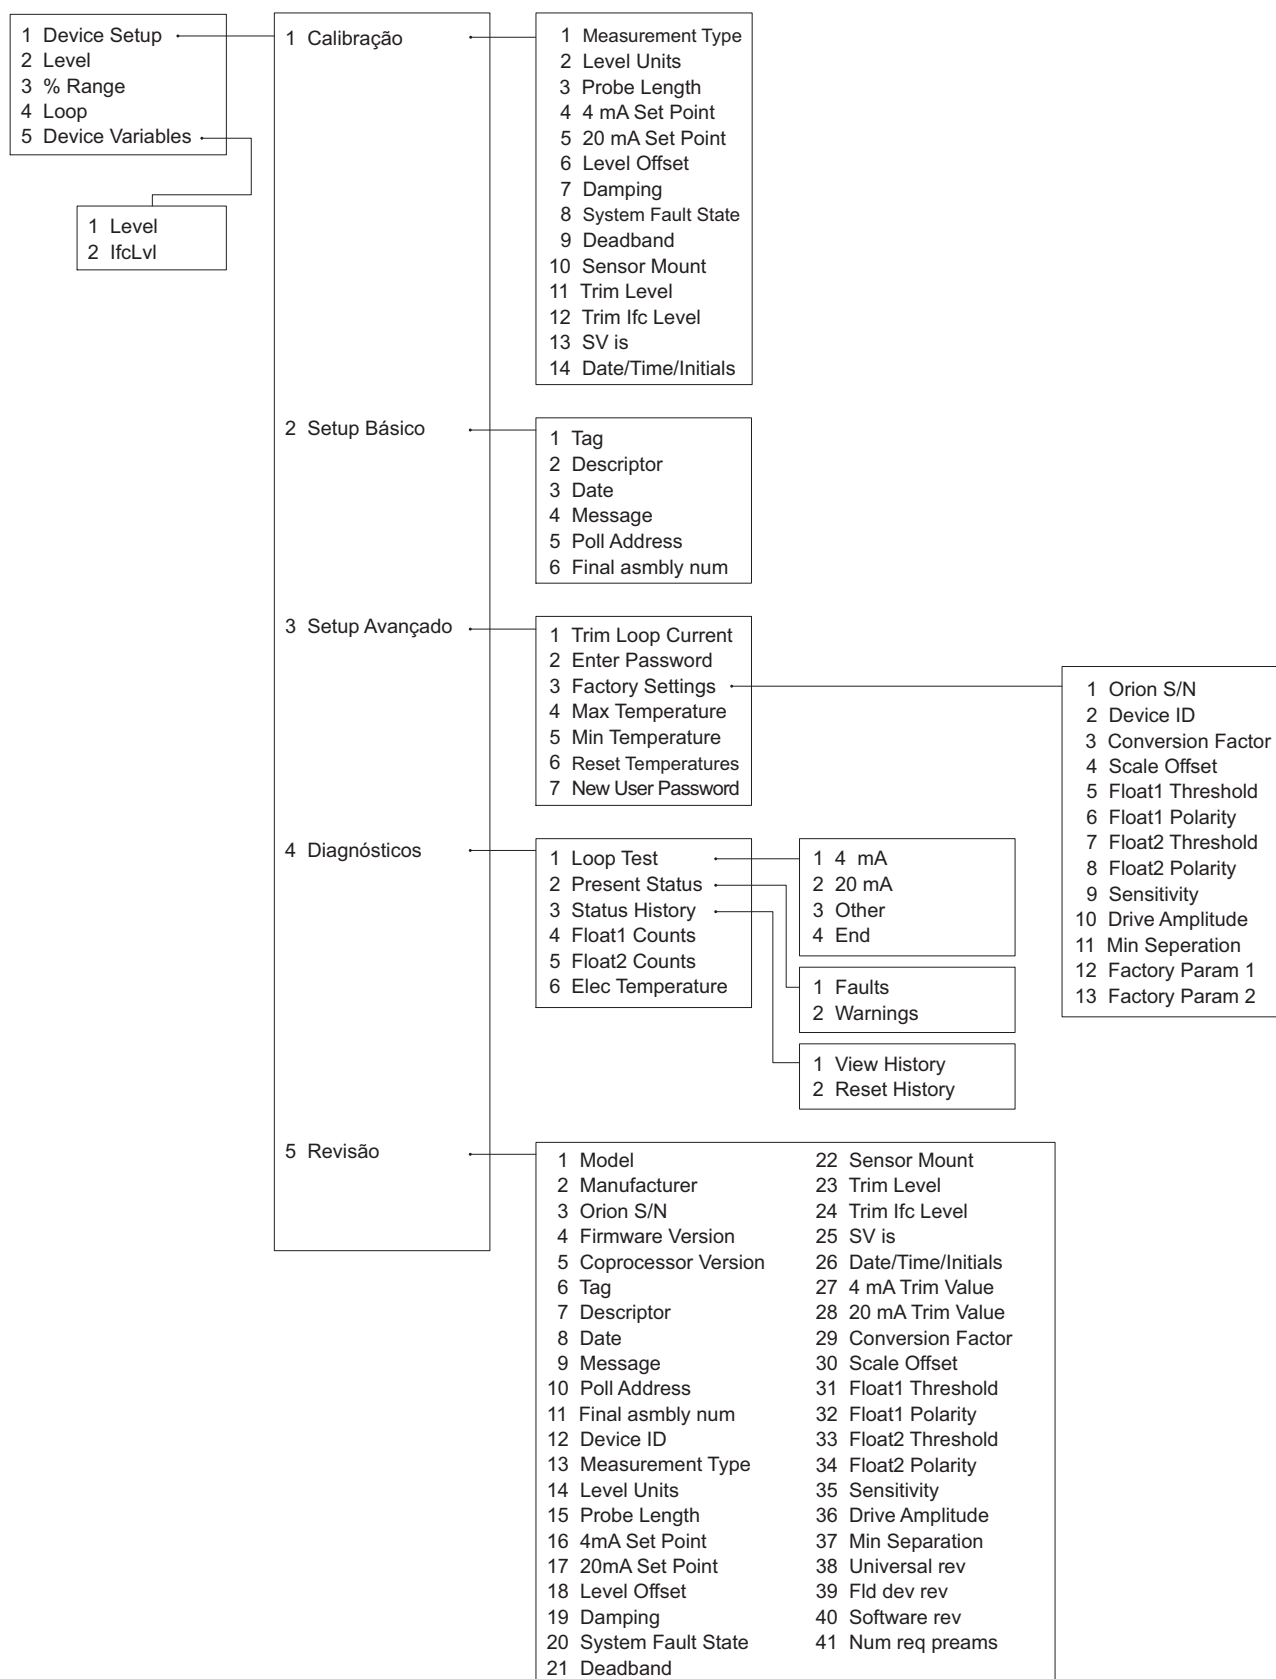 1 Device Setup
2 Level
3 % Range
4 Loop
5 Device Variables
1 Level
2 IfcLvl
1 Calibração
1 Measurement Type
2 Level Units
3 Probe Length
4 4 mA Set Point
5 20 mA Set Point
6 Level Offset
7 Damping
8 System Fault State
9 Deadband
10 Sensor Mount
11 Trim Level
12 Trim Ifc Level
13 SV is
14 Date/Time/Initials
2 Setup Básico
1 Tag
2 Descriptor
3 Date
4 Message
5 Poll Address
6 Final asmbly num
3 Setup Avançado
1 Trim Loop Current
2 Enter Password
3 Factory Settings
4 Max Temperature
5 Min Temperature
6 Reset Temperatures
7 New User Password
1 Orion S/N
2 Device ID
3 Conversion Factor
4 Scale Offset
5 Float1 Threshold
6 Float1 Polarity
7 Float2 Threshold
8 Float2 Polarity
9 Sensitivity
10 Drive Amplitude
11 Min Seperation
12 Factory Param 1
13 Factory Param 2
4 Diagnósticos
1 Loop Test
2 Present Status
3 Status History
4 Float1 Counts
5 Float2 Counts
6 Elec Temperature
1 4 mA
2 20 mA
3 Other
4 End
1 Faults
2 Warnings
1 View History
2 Reset History
5 Revisão
1 Model
2 Manufacturer
3 Orion S/N
4 Firmware Version
5 Coprocessor Version
6 Tag
7 Descriptor
8 Date
9 Message
10 Poll Address
11 Final asmbly num
12 Device ID
13 Measurement Type
14 Level Units
15 Probe Length
16 4mA Set Point
17 20mA Set Point
18 Level Offset
19 Damping
20 System Fault State
21 Deadband
22 Sensor Mount
23 Trim Level
24 Trim Ifc Level
25 SV is
26 Date/Time/Initials
27 4 mA Trim Value
28 20 mA Trim Value
29 Conversion Factor
30 Scale Offset
31 Float1 Threshold
32 Float1 Polarity
33 Float2 Threshold
34 Float2 Polarity
35 Sensitivity
36 Drive Amplitude
37 Min Separation
38 Universal rev
39 Fld dev rev
40 Software rev
41 Num req preams